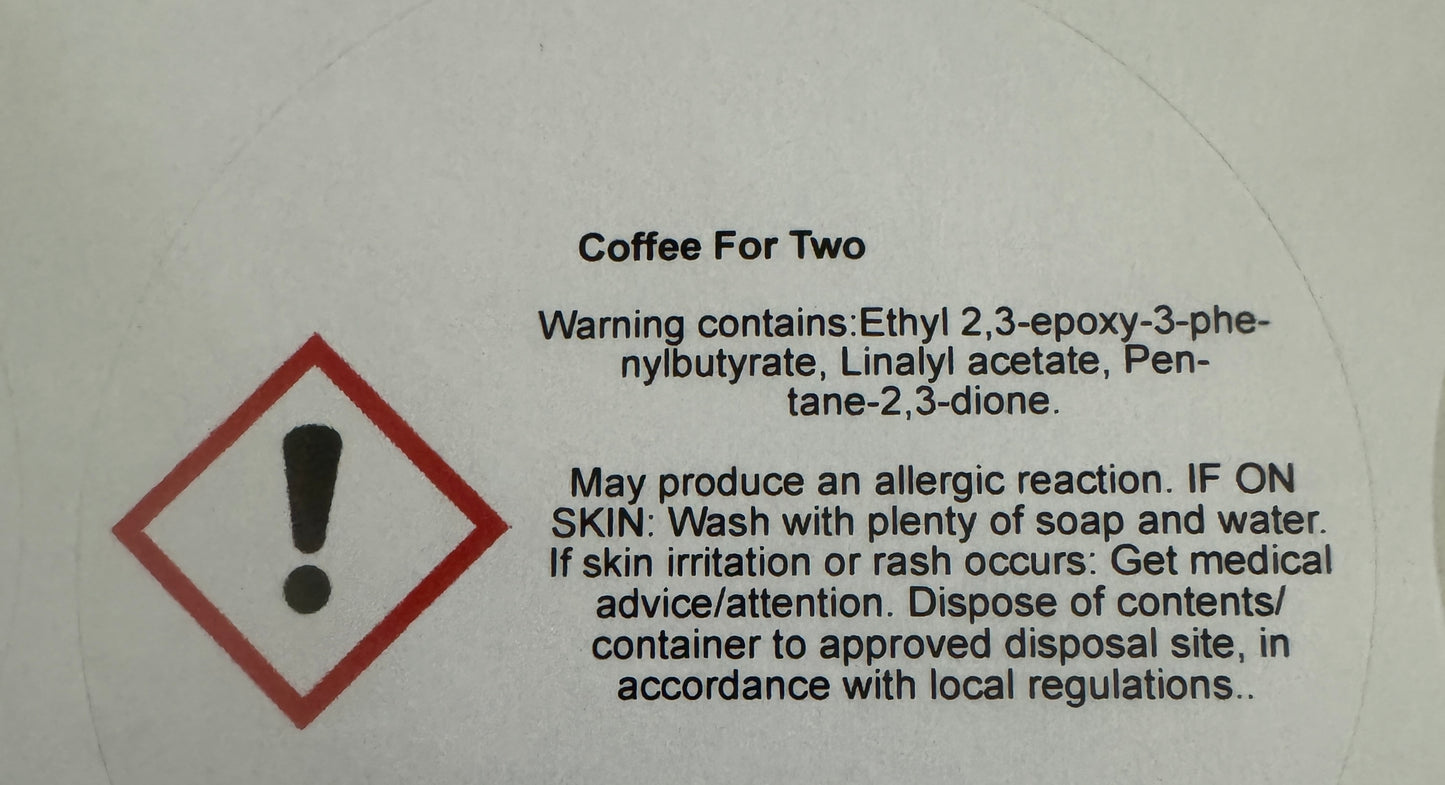 Coffee For Two
Warning contains:Ethyl 2,3-epoxy-3-phe-
nylbutyrate, Linalyl acetate, Pen-
tane-2,3-dione.
May produce an allergic reaction. IF ON
SKIN: Wash with plenty of soap and water.
If skin irritation or rash occurs: Get medical
advice/attention. Dispose of contents/
container to approved disposal site, in
accordance with local regulations..